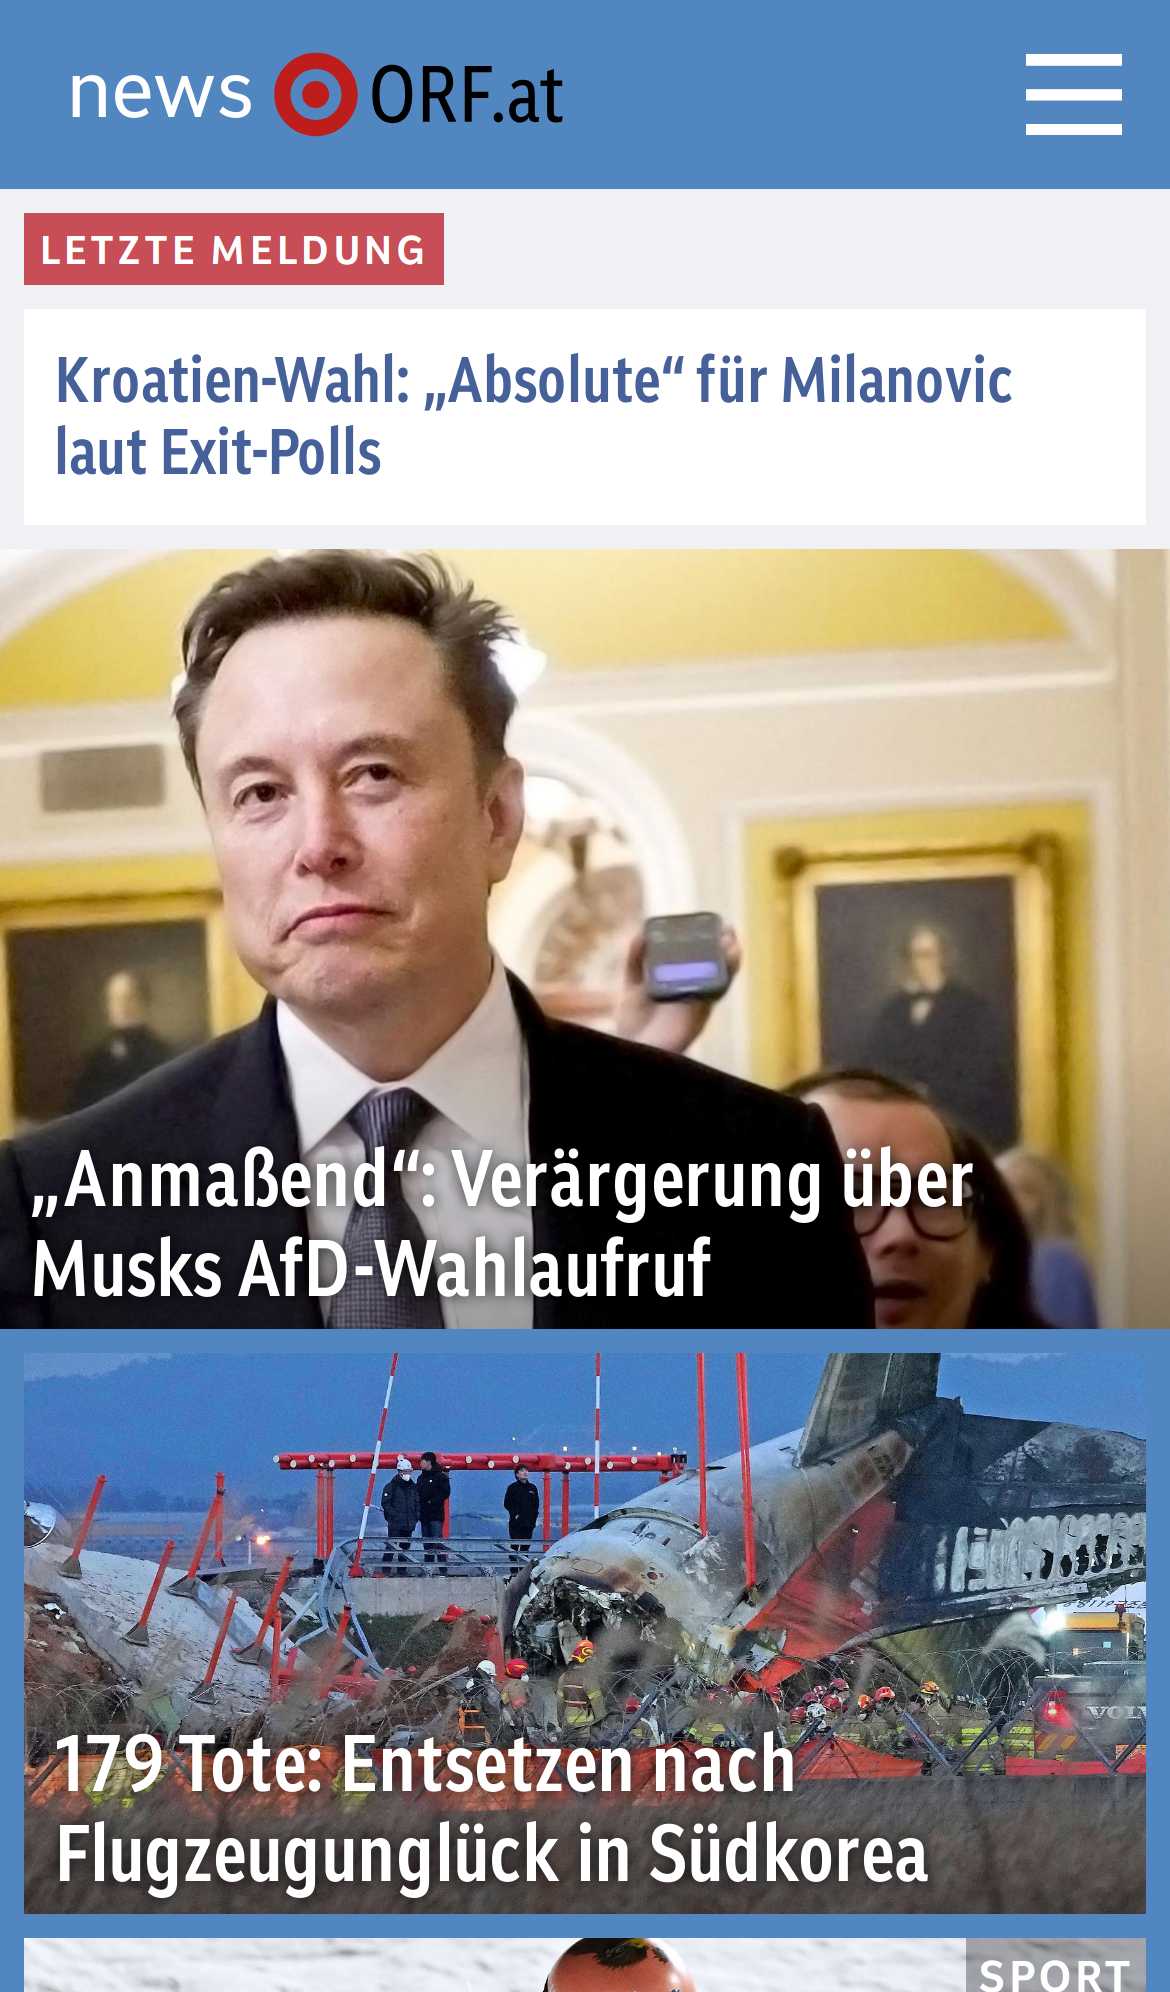 news ORF.at
LETZTE MELDUNG
Kroatien-Wahl: „Absolute“ für Milanovic
laut Exit-Polls
„Anmaßend“: Verärgerung über
Musks AfD-Wahlaufruf
VOLV
179 Tote: Entsetzen nach
Flugzeugunglück in Südkorea
SPORT